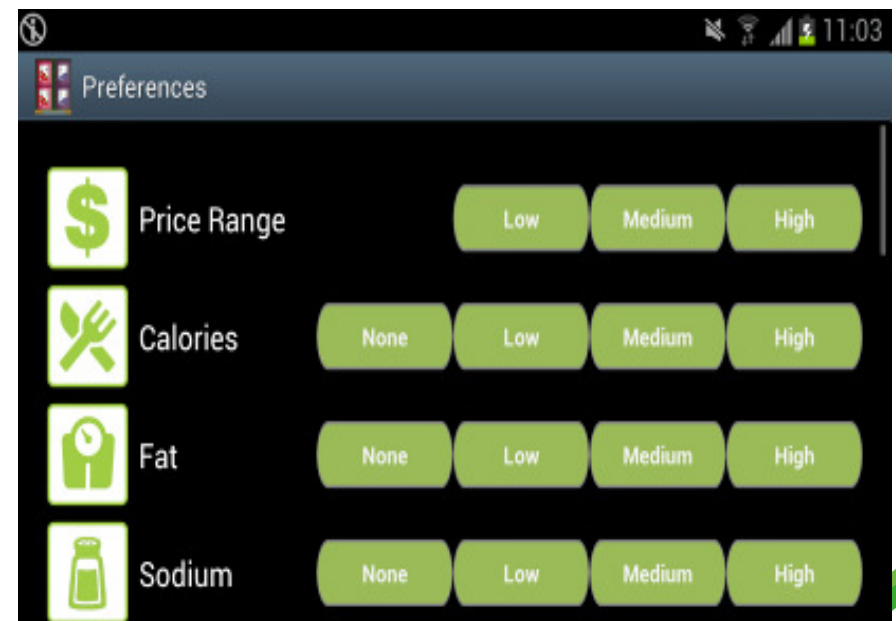 11:03
Preferences
Price Range Low Medium High
Calories None Low Medium High
Fat None Low Medium High
Sodium None Low Medium High